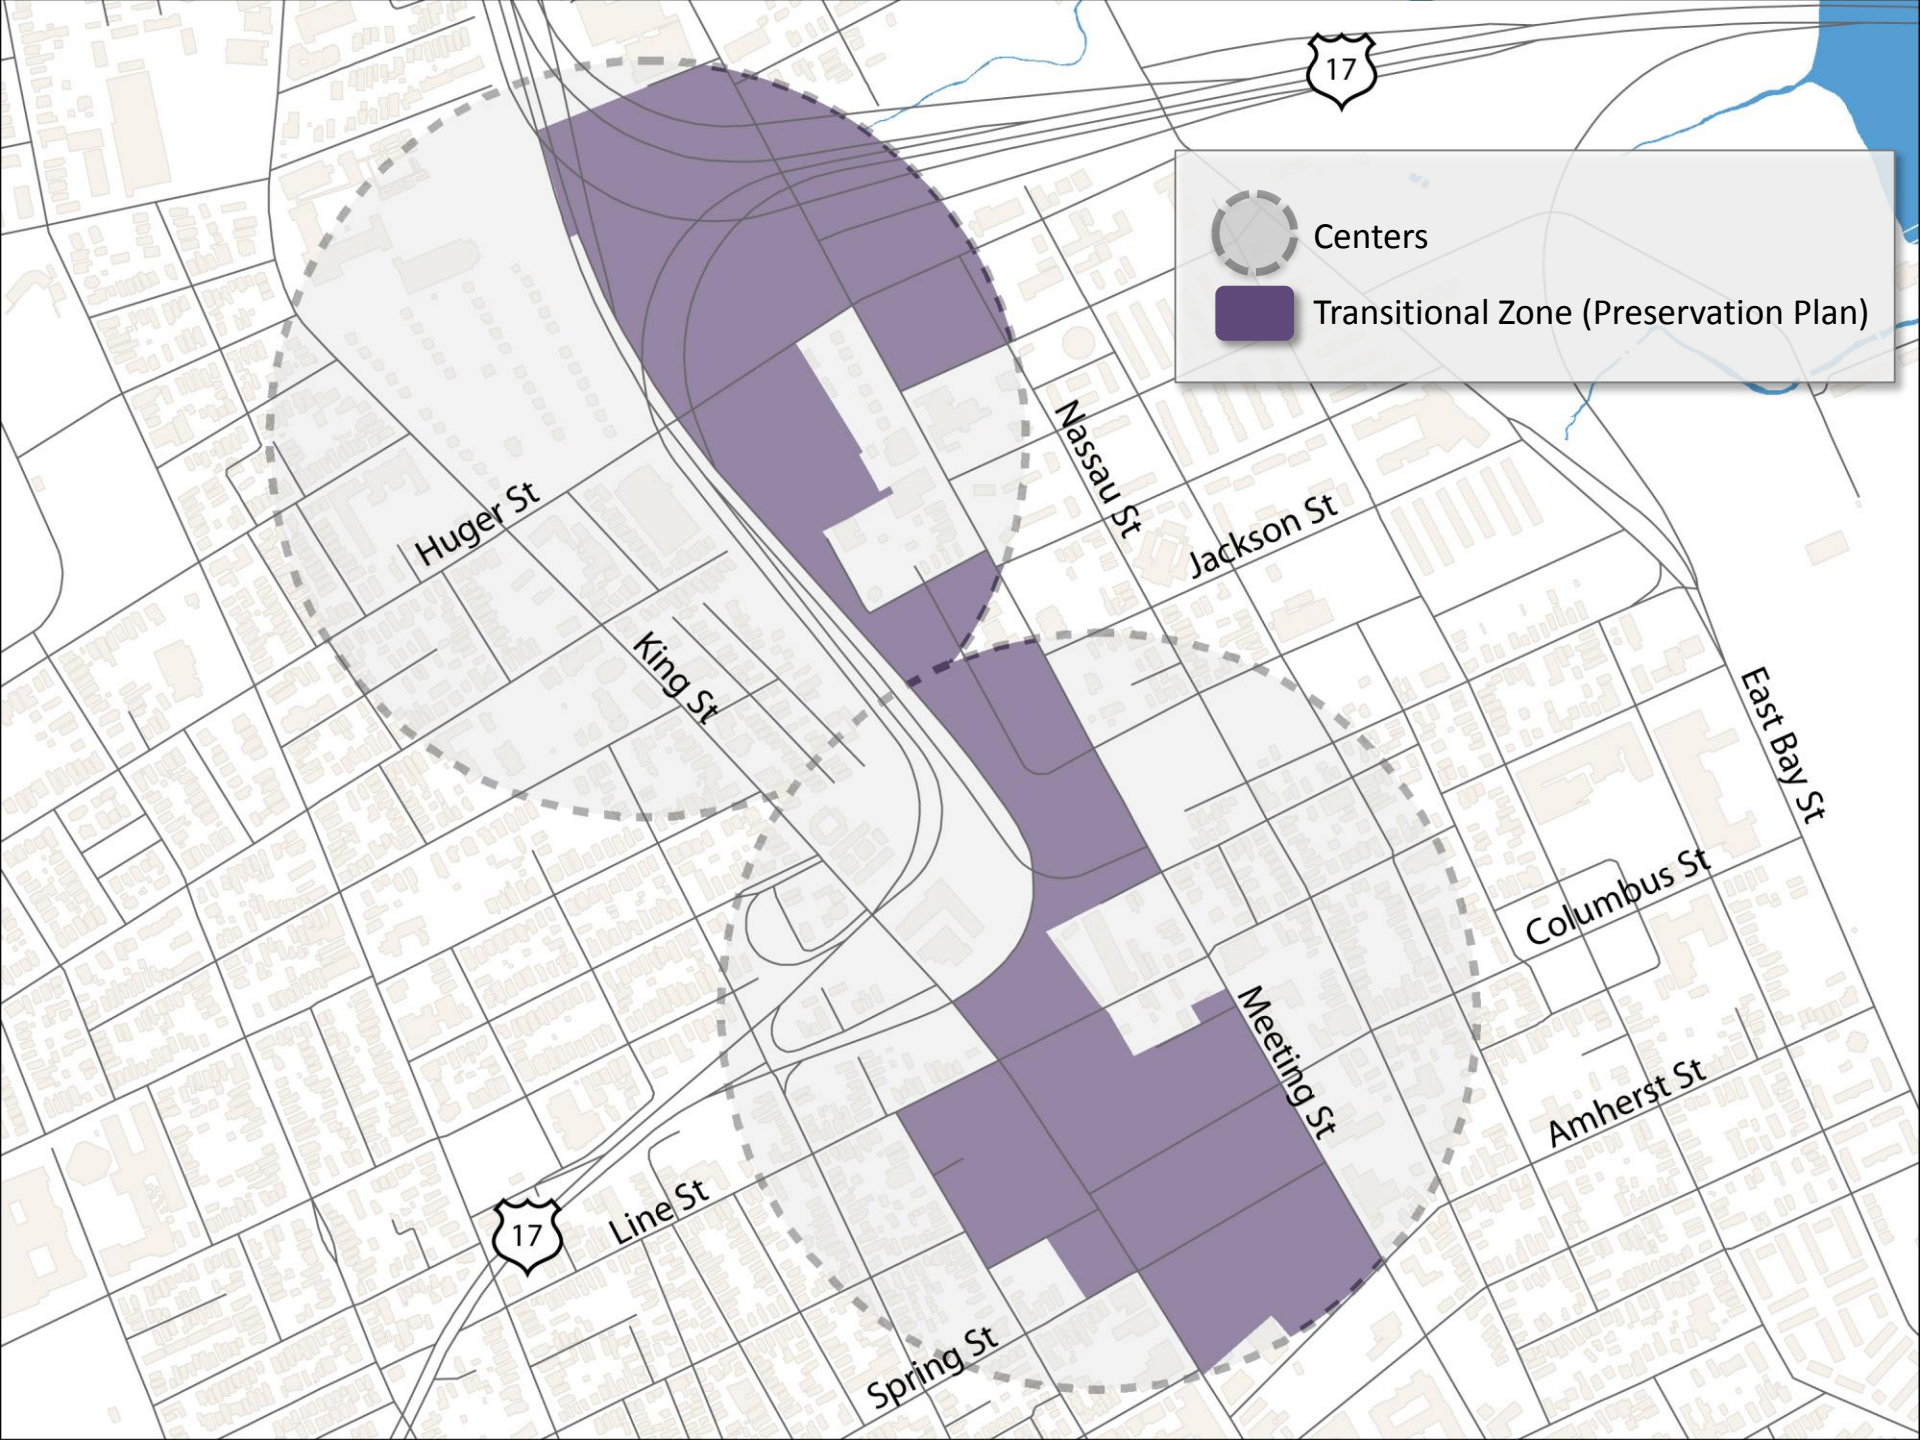 17
Centers
Transitional Zone (Preservation Plan)
Nassau St
Huger St
Jackson St
King St
East Bay St
Columbus St
Meeting St
Amherst St
Line St
17
Spring St